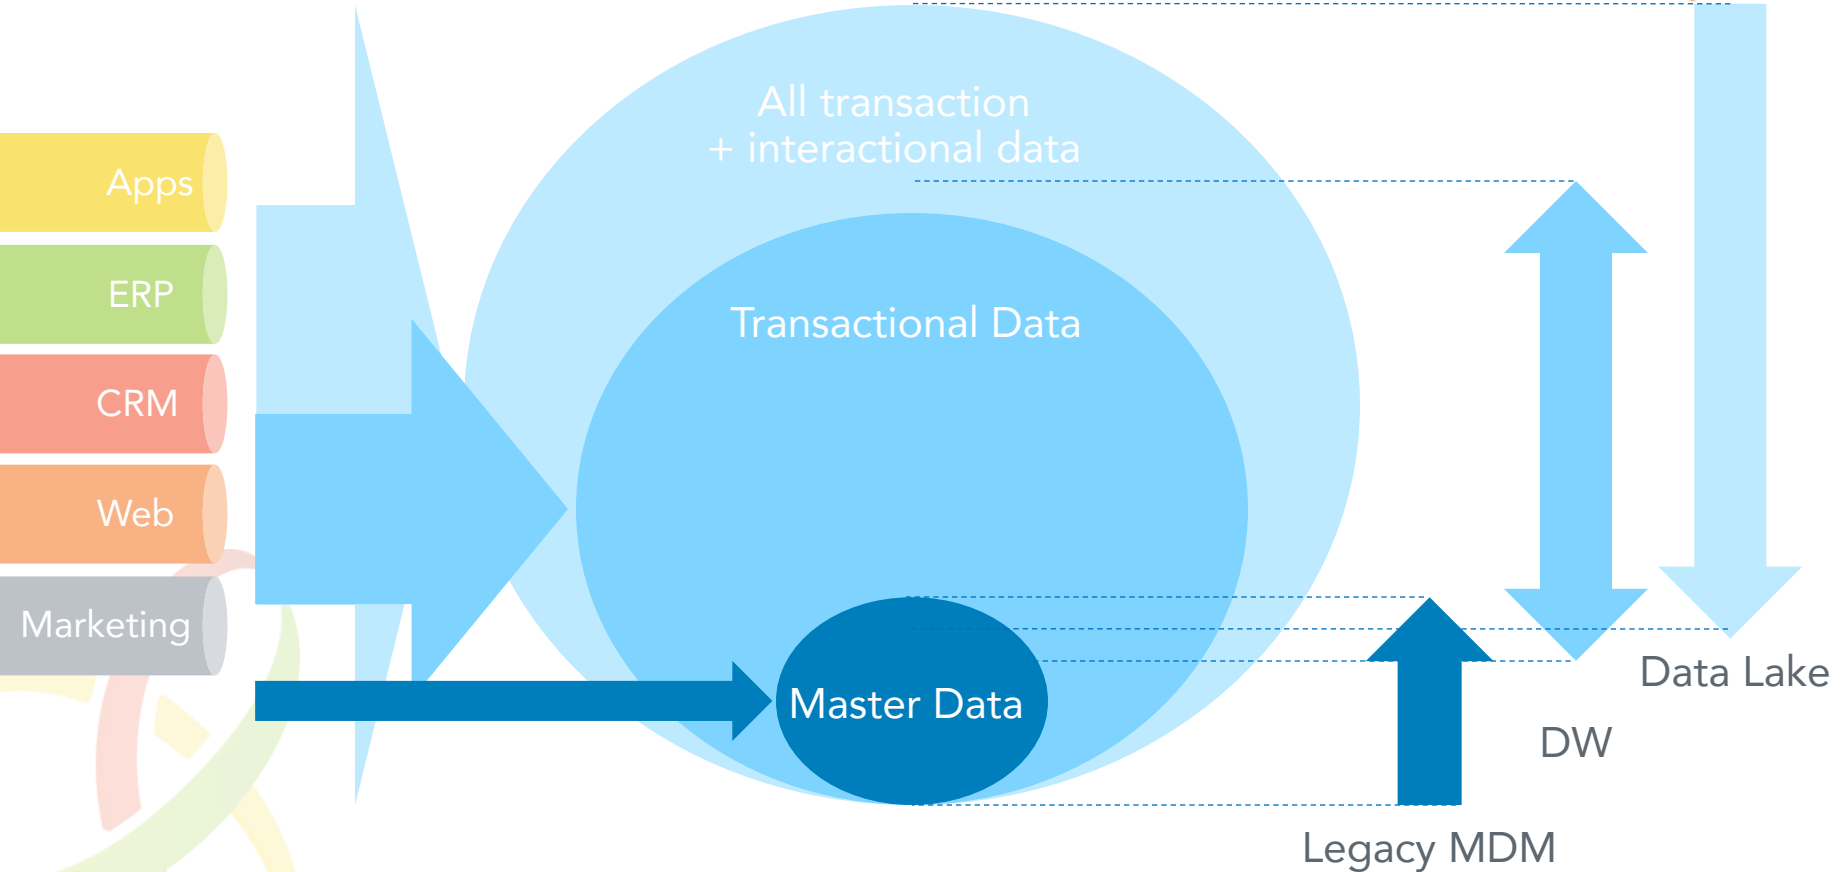 All transaction
+ interactional data
Apps
ERP
CRM
Web
Marketing
Transactional Data
Master Data
Data Lake
DW
Legacy MDM